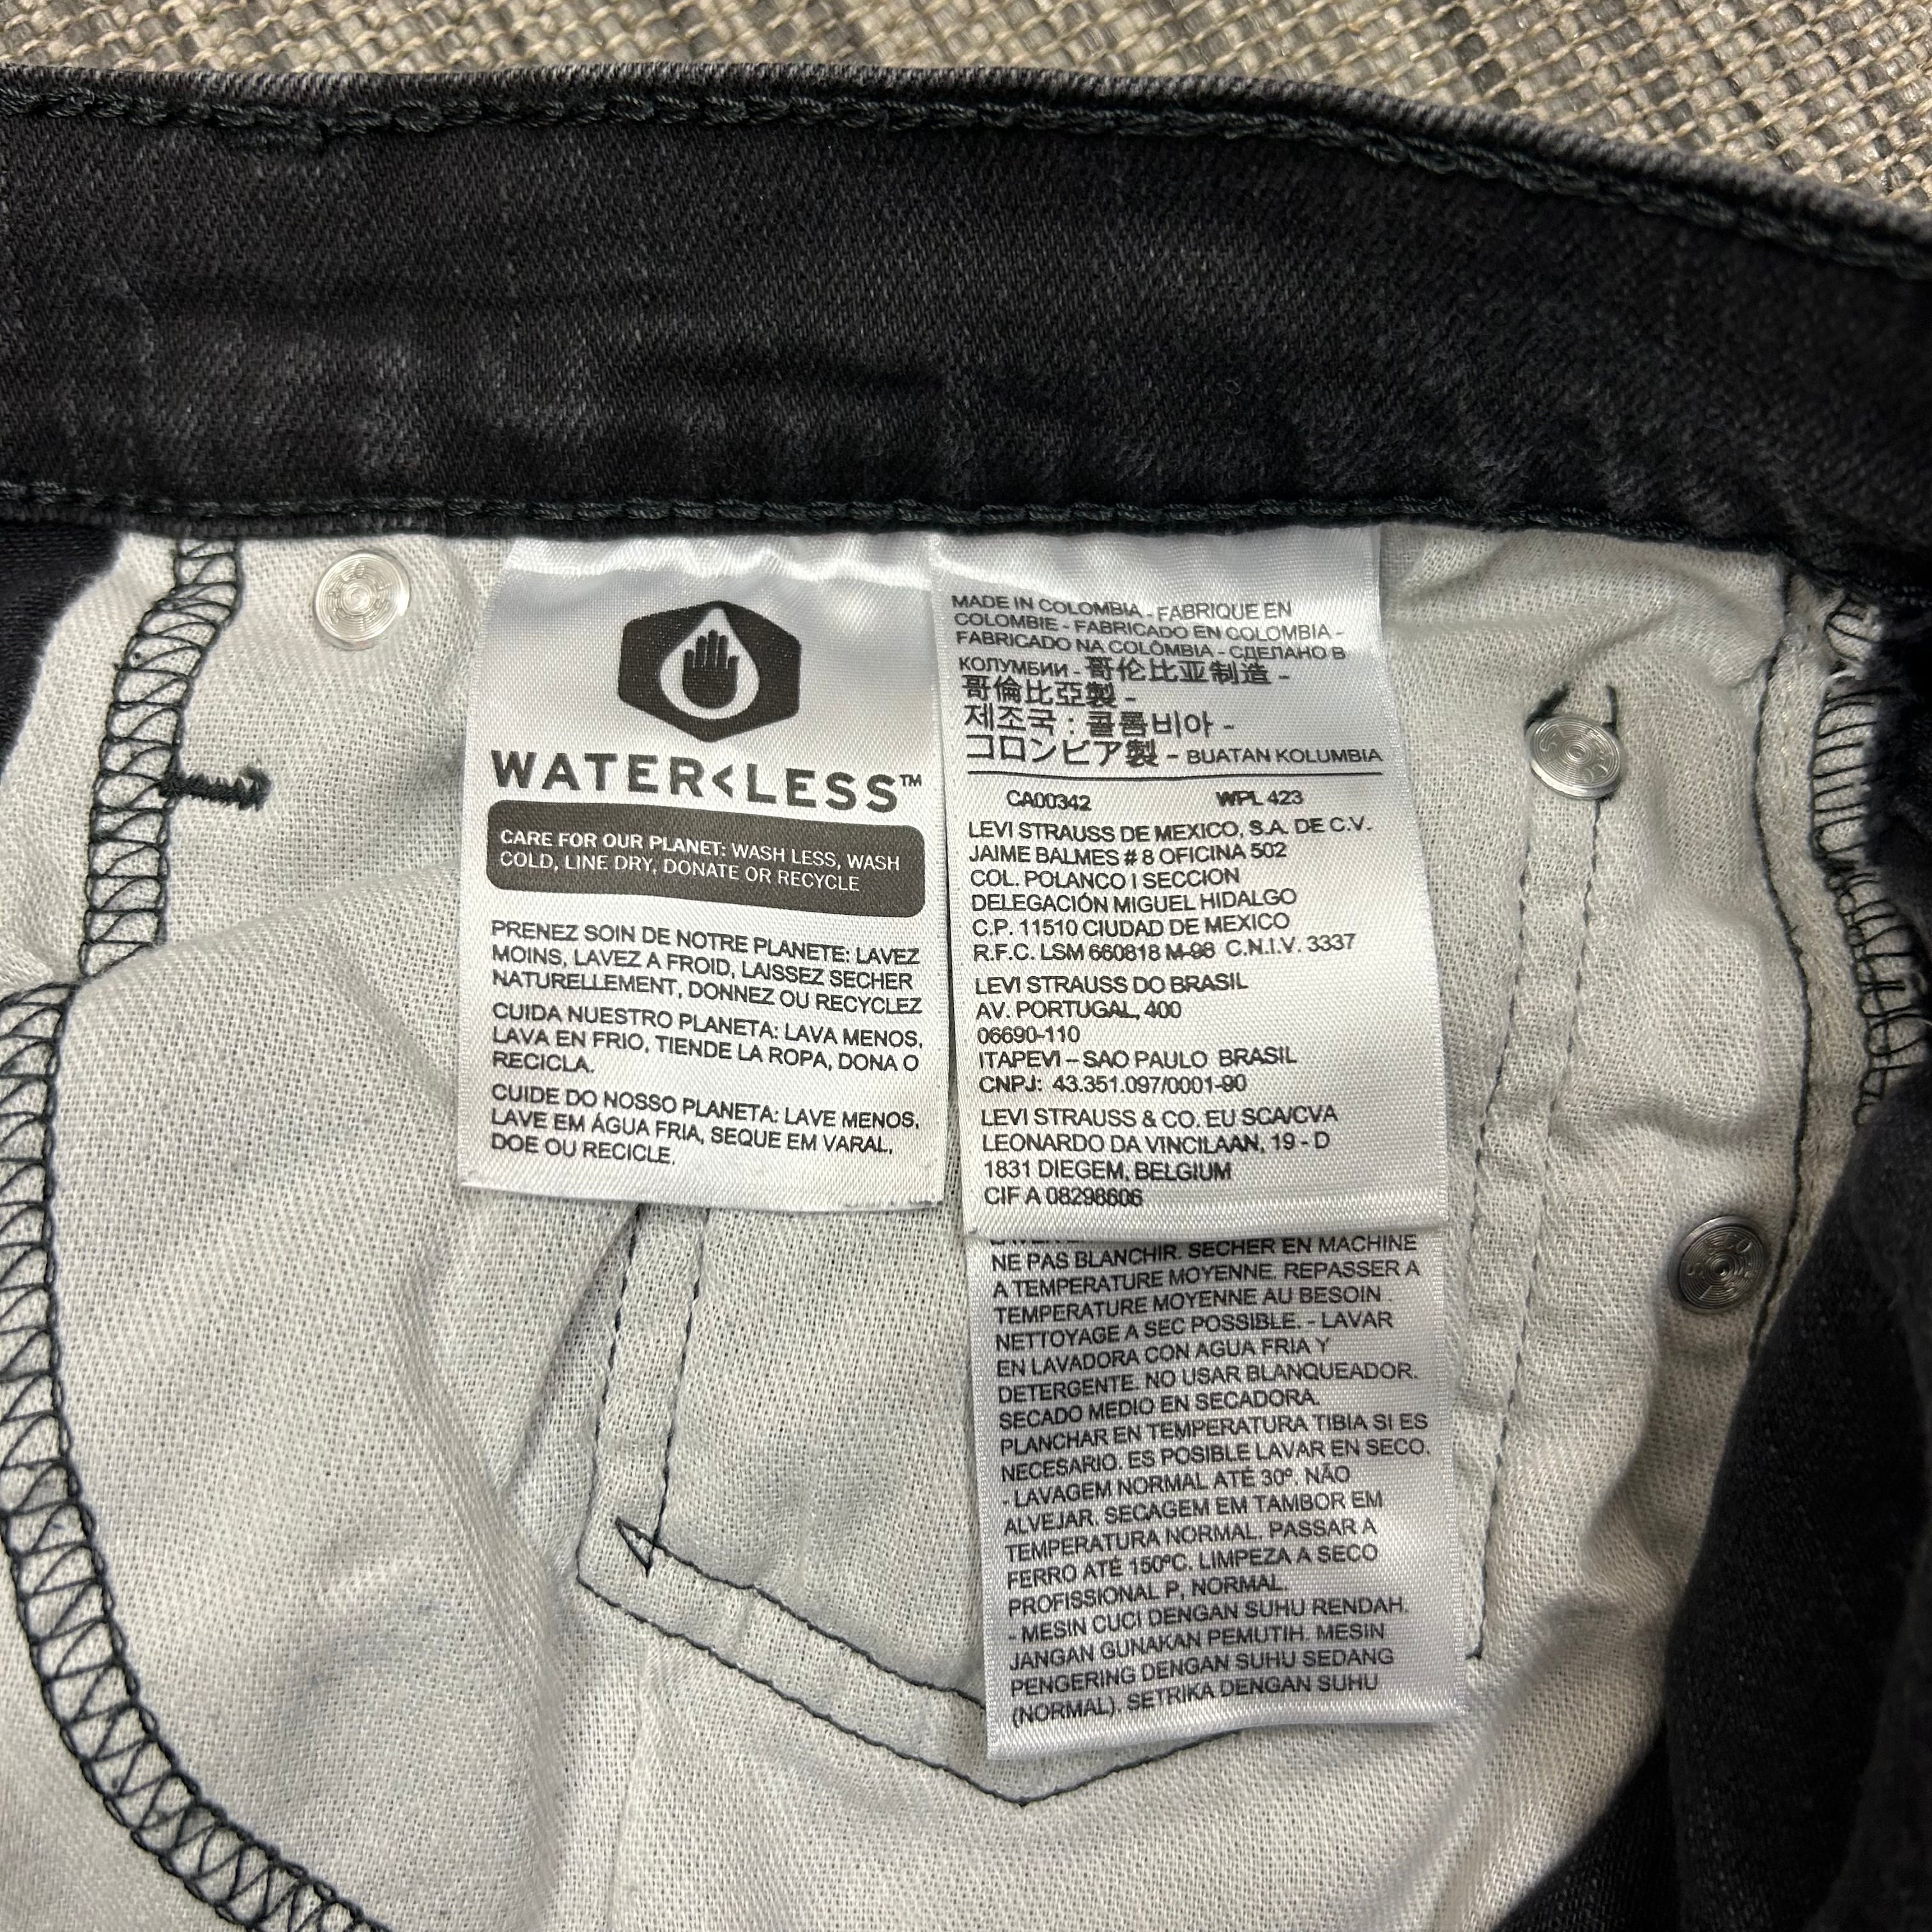 WATER<LESS™
CARE FOR OUR PLANET: WASH LESS, WASH
COLD, LINE DRY, DONATE OR RECYCLE
PRENEZ SOIN DE NOTRE PLANETE: LAVEZ
MOINS, LAVEZ A FROID, LAISSEZ SECHER
NATURELLEMENT, DONNEZ OU RECYCLEZ
CUIDA NUESTRO PLANETA: LAVA MENOS,
LAVA EN FRIO, TIENDE LA ROPA, DONA O
RECICLA.
CUIDE DO NOSSO PLANETA: LAVE MENOS,
LAVE EM ÁGUA FRIA, SEQUE EM VARAL,
DOE OU RECICLE.
MADE IN COLOMBIA - FABRIQUE EN
COLOMBIE - FABRICADO EN COLOMBIA -
FABRICADO NA COLÔMBIA - СДЕЛАНО В
КОЛУМБИИ - 哥伦比亚制造 -
哥倫比亞製 -
제조국 : 콜롬비아 -
コロンビア製 - BUATAN KOLUMBIA
CA00342 WPL 423
LEVI STRAUSS DE MEXICO, S.A. DE C.V.
JAIME BALMES # 8 OFICINA 502
COL. POLANCO I SECCION
DELEGACIÓN MIGUEL HIDALGO
C.P. 11510 CIUDAD DE MEXICO
R.F.C. LSM 660818 M-98 C.N.I.V. 3337
LEVI STRAUSS DO BRASIL
AV. PORTUGAL, 400
06690-110
ITAPEVI – SAO PAULO BRASIL
CNPJ: 43.351.097/0001-90
LEVI STRAUSS & CO. EU SCA/CVA
LEONARDO DA VINCILAAN, 19 - D
1831 DIEGEM, BELGIUM
CIF A 08298606
NE PAS BLANCHIR. SECHER EN MACHINE
A TEMPERATURE MOYENNE. REPASSER A
TEMPERATURE MOYENNE AU BESOIN .
NETTOYAGE A SEC POSSIBLE. - LAVAR
EN LAVADORA CON AGUA FRIA Y
DETERGENTE. NO USAR BLANQUEADOR.
SECADO MEDIO EN SECADORA.
PLANCHAR EN TEMPERATURA TIBIA SI ES
NECESARIO. ES POSIBLE LAVAR EN SECO.
- LAVAGEM NORMAL ATÉ 30º. NÃO
ALVEJAR. SECAGEM EM TAMBOR EM
TEMPERATURA NORMAL. PASSAR A
FERRO ATÉ 150ºC. LIMPEZA A SECO
PROFISSIONAL P, NORMAL.
- MESIN CUCI DENGAN SUHU RENDAH.
JANGAN GUNAKAN PEMUTIH. MESIN
PENGERING DENGAN SUHU SEDANG
(NORMAL). SETRIKA DENGAN SUHU